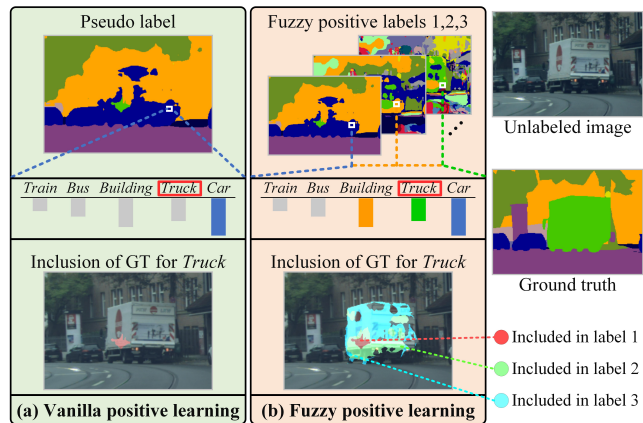 Pseudo label
Train Bus Building Truck Car
Inclusion of GT for Truck
(a) Vanilla positive learning
Fuzzy positive labels 1,2,3
Train Bus Building Truck Car
Inclusion of GT for Truck
(b) Fuzzy positive learning
Unlabeled image
Ground truth
Included in label 1
Included in label 2
Included in label 3